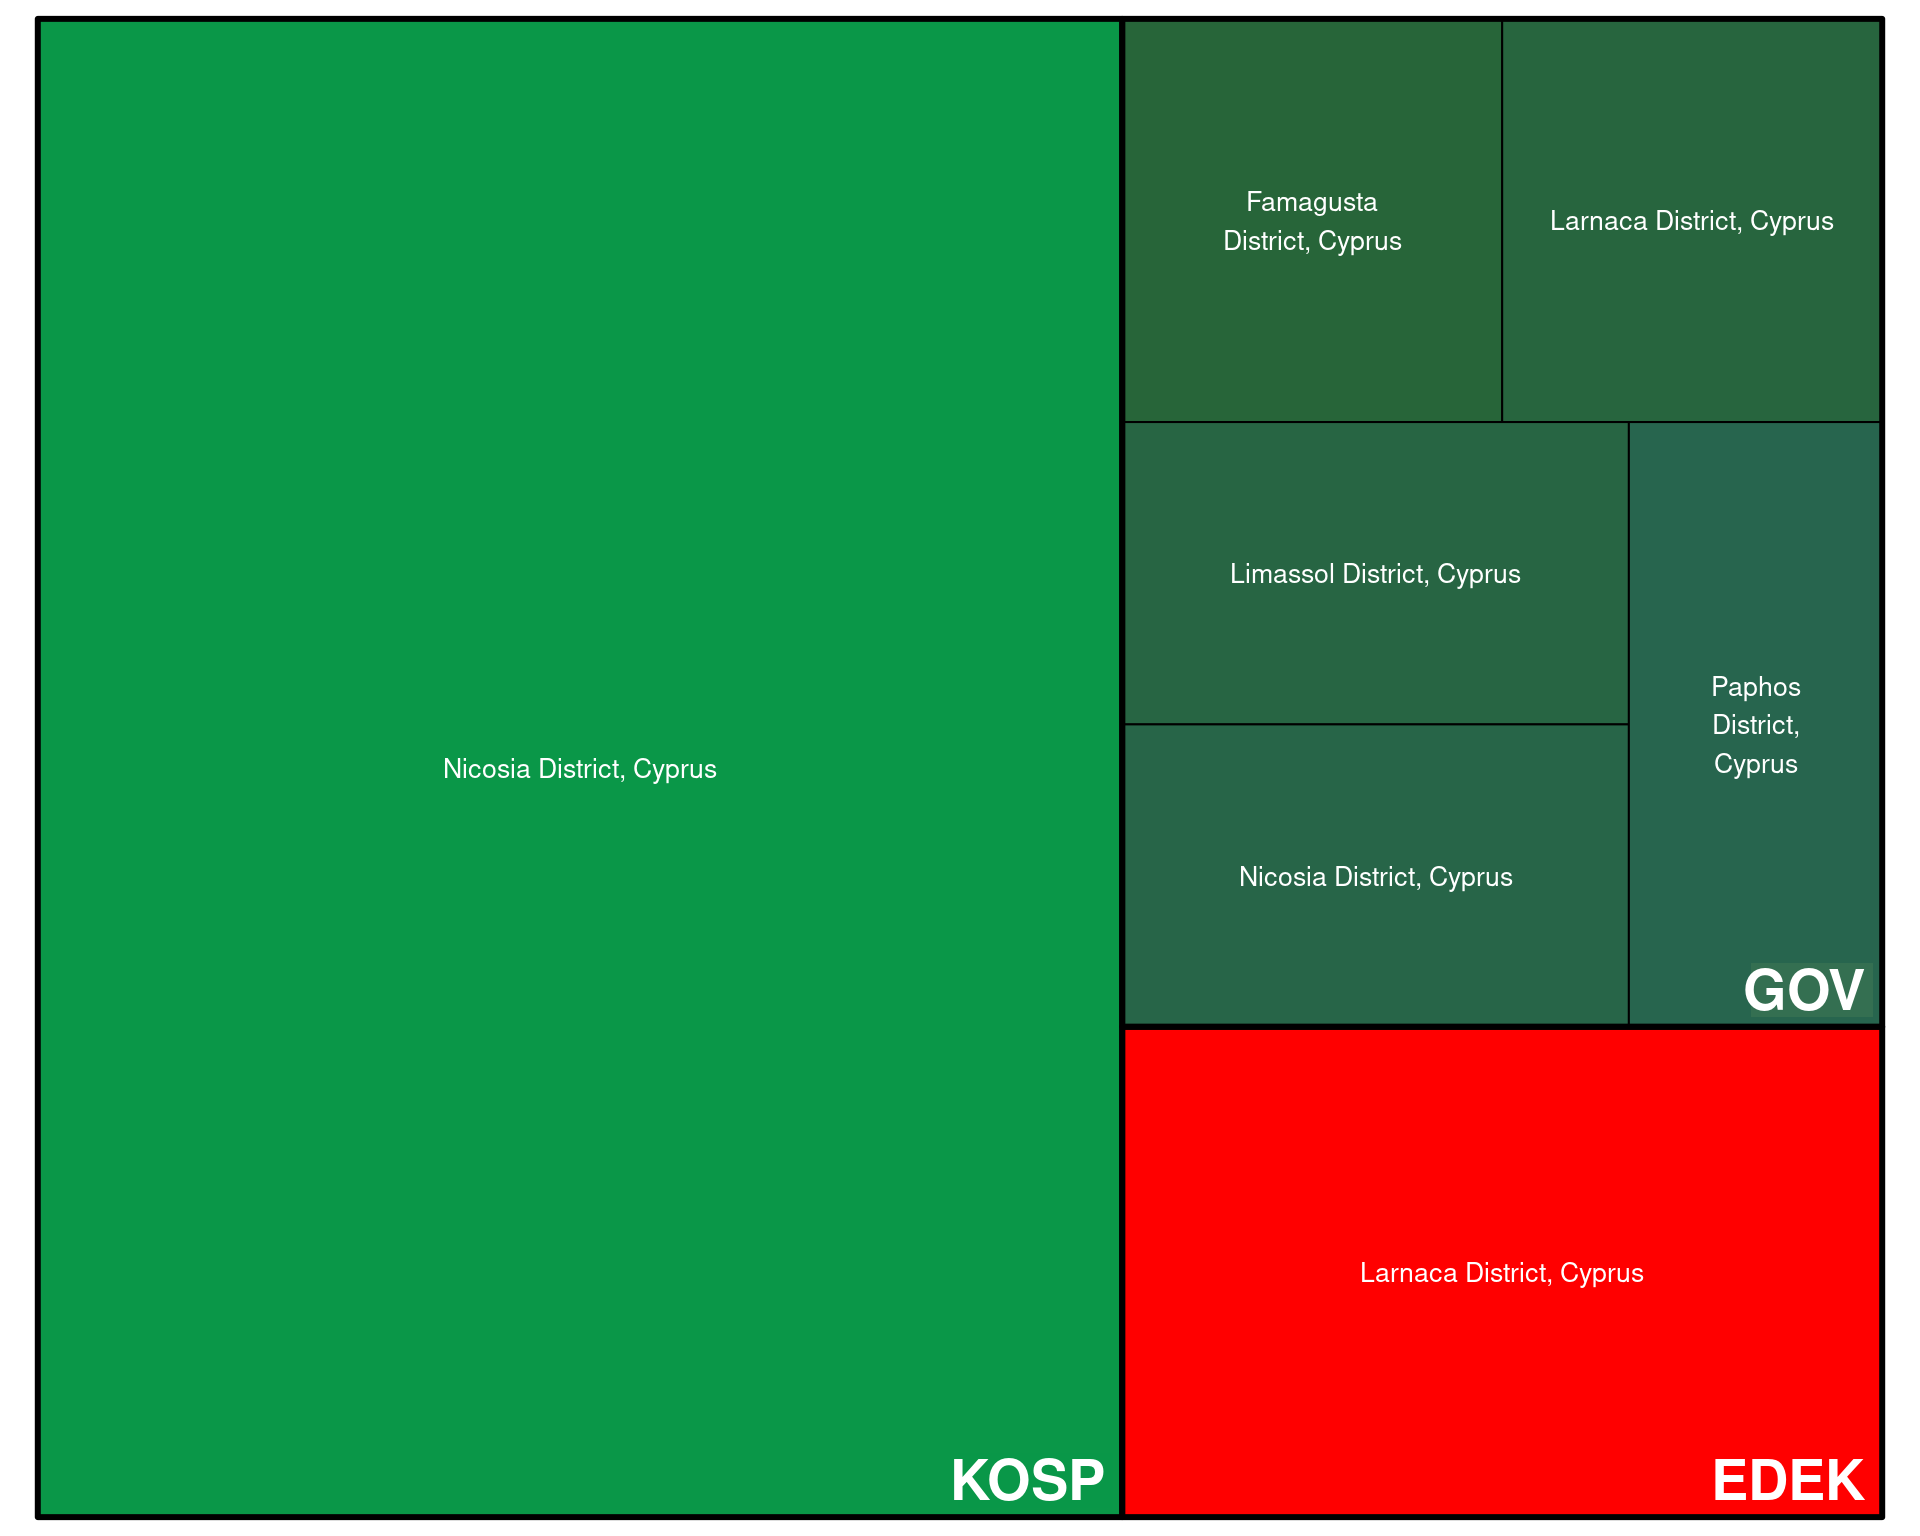 Nicosia District, Cyprus
KOSP
Famagusta
District, Cyprus
Larnaca District, Cyprus
Limassol District, Cyprus
Nicosia District, Cyprus
Paphos
District,
Cyprus
GOV
Larnaca District, Cyprus
EDEK